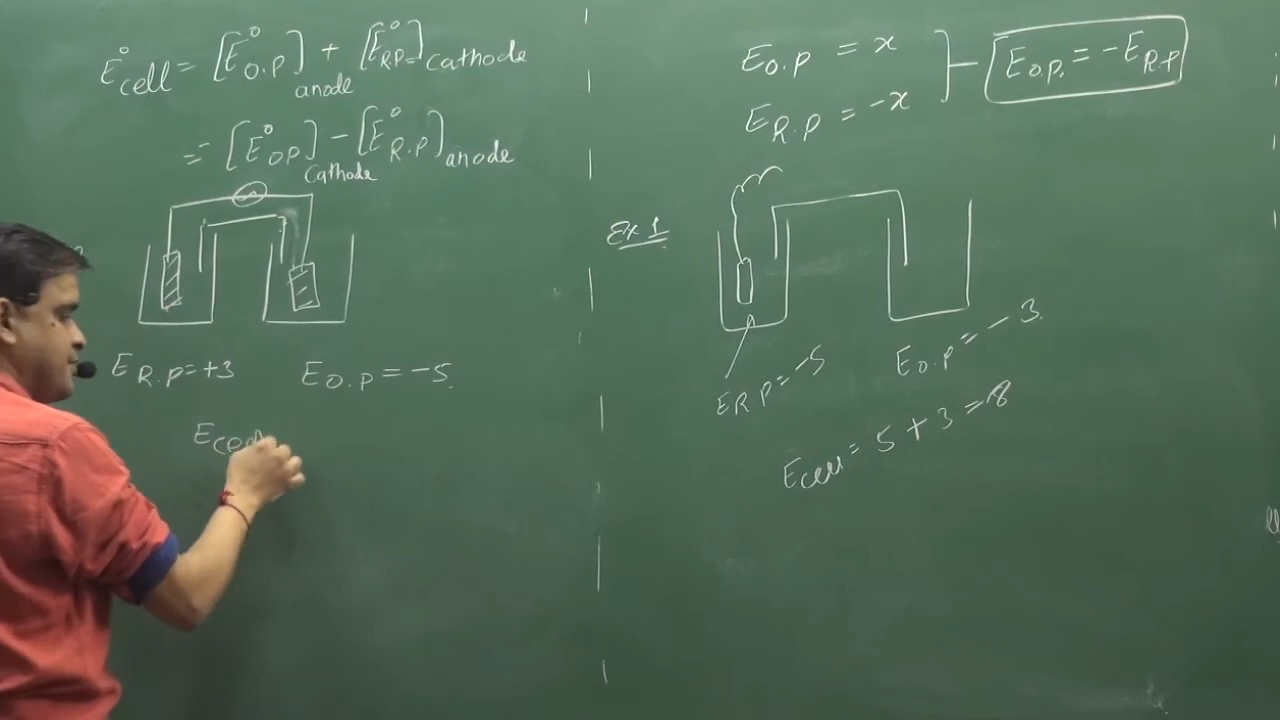 E°cell = [E°O.P]anode + [E°RP]Cathode
= [E°OP]Cathode - [E°R.P]anode
ER.P = +3
EO.P = -5.
Ecell
EO.P = x
ER.P = -x
EO.P. = -ER.P
Ex 1
ER P = -5
EO.P = -3.
Ecell = 5 + 3 = 8